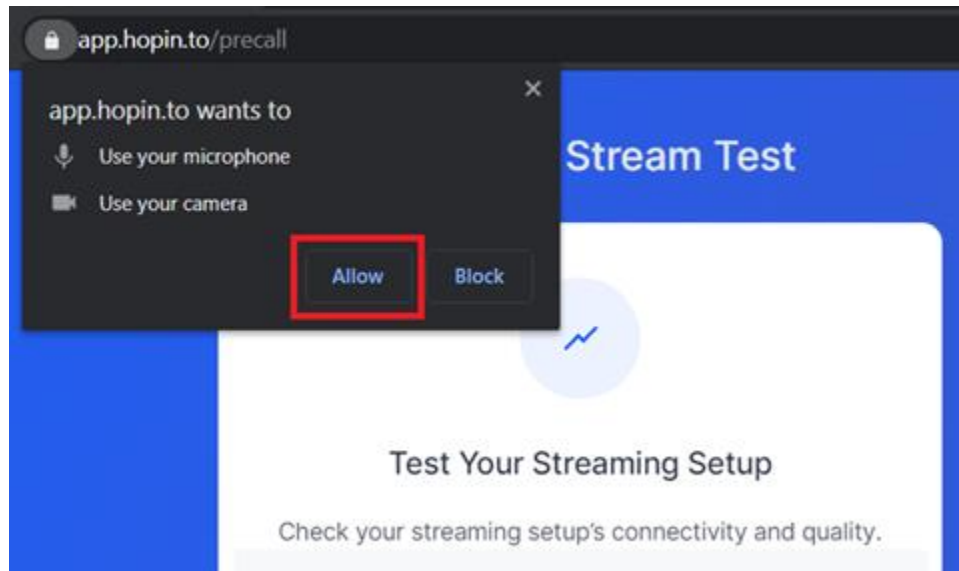 app.hopin.to/precall
app.hopin.to wants to
Use your microphone
Use your camera
Allow
Block
Stream Test
Test Your Streaming Setup
Check your streaming setup's connectivity and quality.